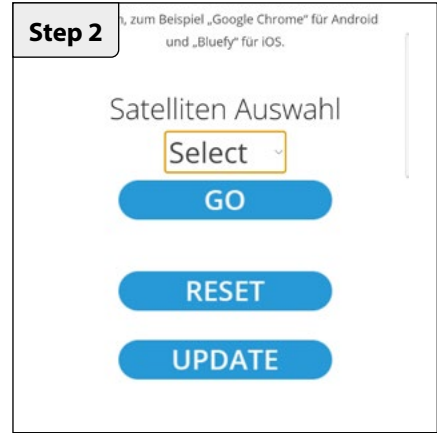 Step 2
, zum Beispiel „Google Chrome“ für Android
und „Bluefy“ für iOS.
Satelliten Auswahl
Select
GO
RESET
UPDATE